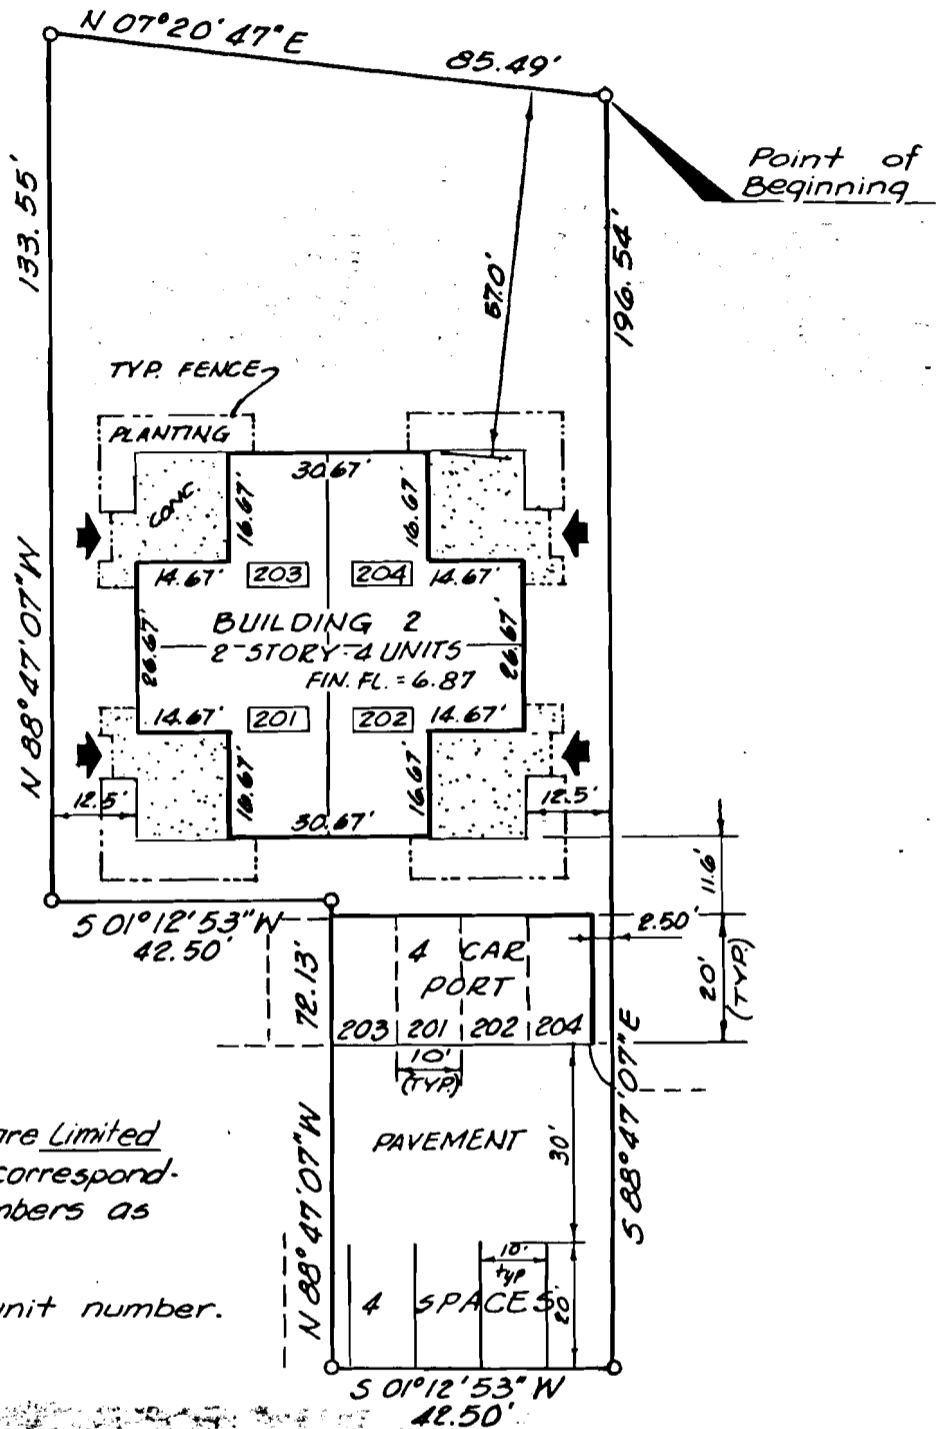 N 07°20'47"E
85.49'
Point of
Beginning
133.55'
196.54'
57.0'
TYP. FENCE
PLANTING
30.67'
CONC.
16.67'
16.67'
14.67'
203
204
14.67'
BUILDING 2
2 STORY-4 UNITS
FIN. FL. = 6.87
26.67'
26.67'
14.67'
201
202
14.67'
N 88°47'07"W
16.67'
16.67'
12.5'
12.5'
30.67'
11.6'
S 01°12'53"W
42.50'
2.50'
72.13'
4 CAR
PORT
20'
(TYP.)
203 201 202 204
10'
(TYP.)
are Limited
correspond-
mbers as
PAVEMENT
30'
S 88°47'07"E
N 88°47'07"W
10'
typ
4 SPACES
20'
unit number.
S 01°12'53"W
42.50'